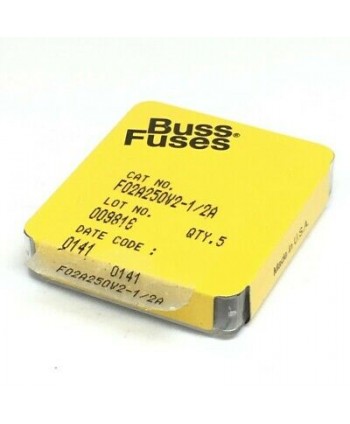 Buss®
Fuses
CAT NO.
F02A250V2-1/2A
LOT NO.
009816 QTY.5
DATE CODE :
0141
0141
F02A250V2-1/2A
Made In U.S.A.